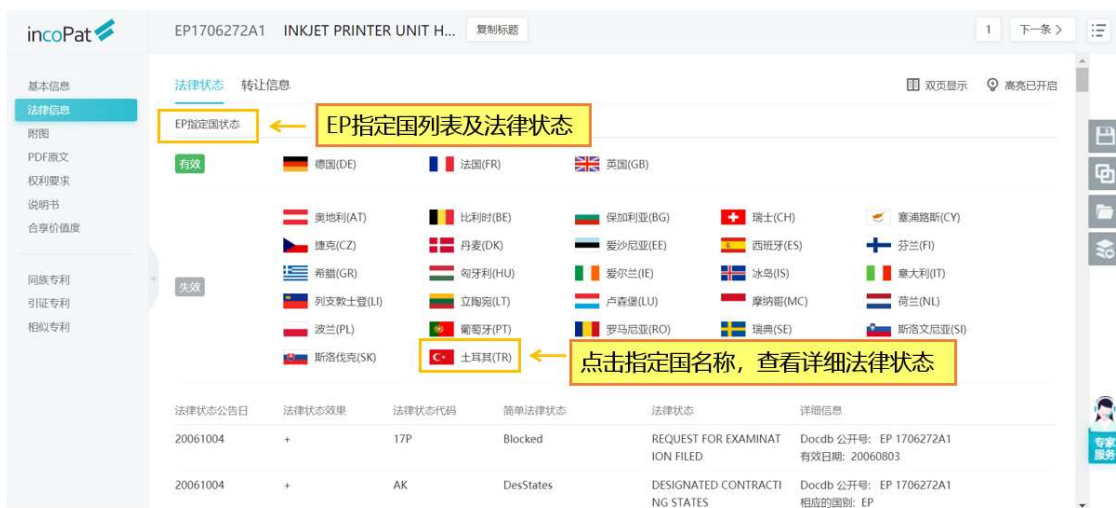 incoPat
EP1706272A1 INKJET PRINTER UNIT H... 复制标题
1 下一条 >
基本信息
法律信息
附图
PDF原文
权利要求
说明书
合享价值度
同族专利
引证专利
相似专利
法律状态 转让信息
双页显示 高亮已开启
EP指定国状态
EP指定国列表及法律状态
有效 德国(DE) 法国(FR) 英国(GB)
奥地利(AT) 比利时(BE) 保加利亚(BG) 瑞士(CH) 塞浦路斯(CY)
捷克(CZ) 丹麦(DK) 爱沙尼亚(EE) 西班牙(ES) 芬兰(FI)
希腊(GR) 匈牙利(HU) 爱尔兰(IE) 冰岛(IS) 意大利(IT)
失效
列支敦士登(LI) 立陶宛(LT) 卢森堡(LU) 摩纳哥(MC) 荷兰(NL)
波兰(PL) 葡萄牙(PT) 罗马尼亚(RO) 瑞典(SE) 斯洛文尼亚(SI)
斯洛伐克(SK) 土耳其(TR)
点击指定国名称，查看详细法律状态
法律状态公告日 法律状态效果 法律状态代码 简单法律状态 法律状态 详细信息
20061004 + 17P Blocked REQUEST FOR EXAMINAT Docdb 公开号: EP 1706272A1
ION FILED 有效日期: 20060803
20061004 + AK DesStates DESIGNATED CONTRACTI Docdb 公开号: EP 1706272A1
NG STATES 相应的国别: EP
专家
服务